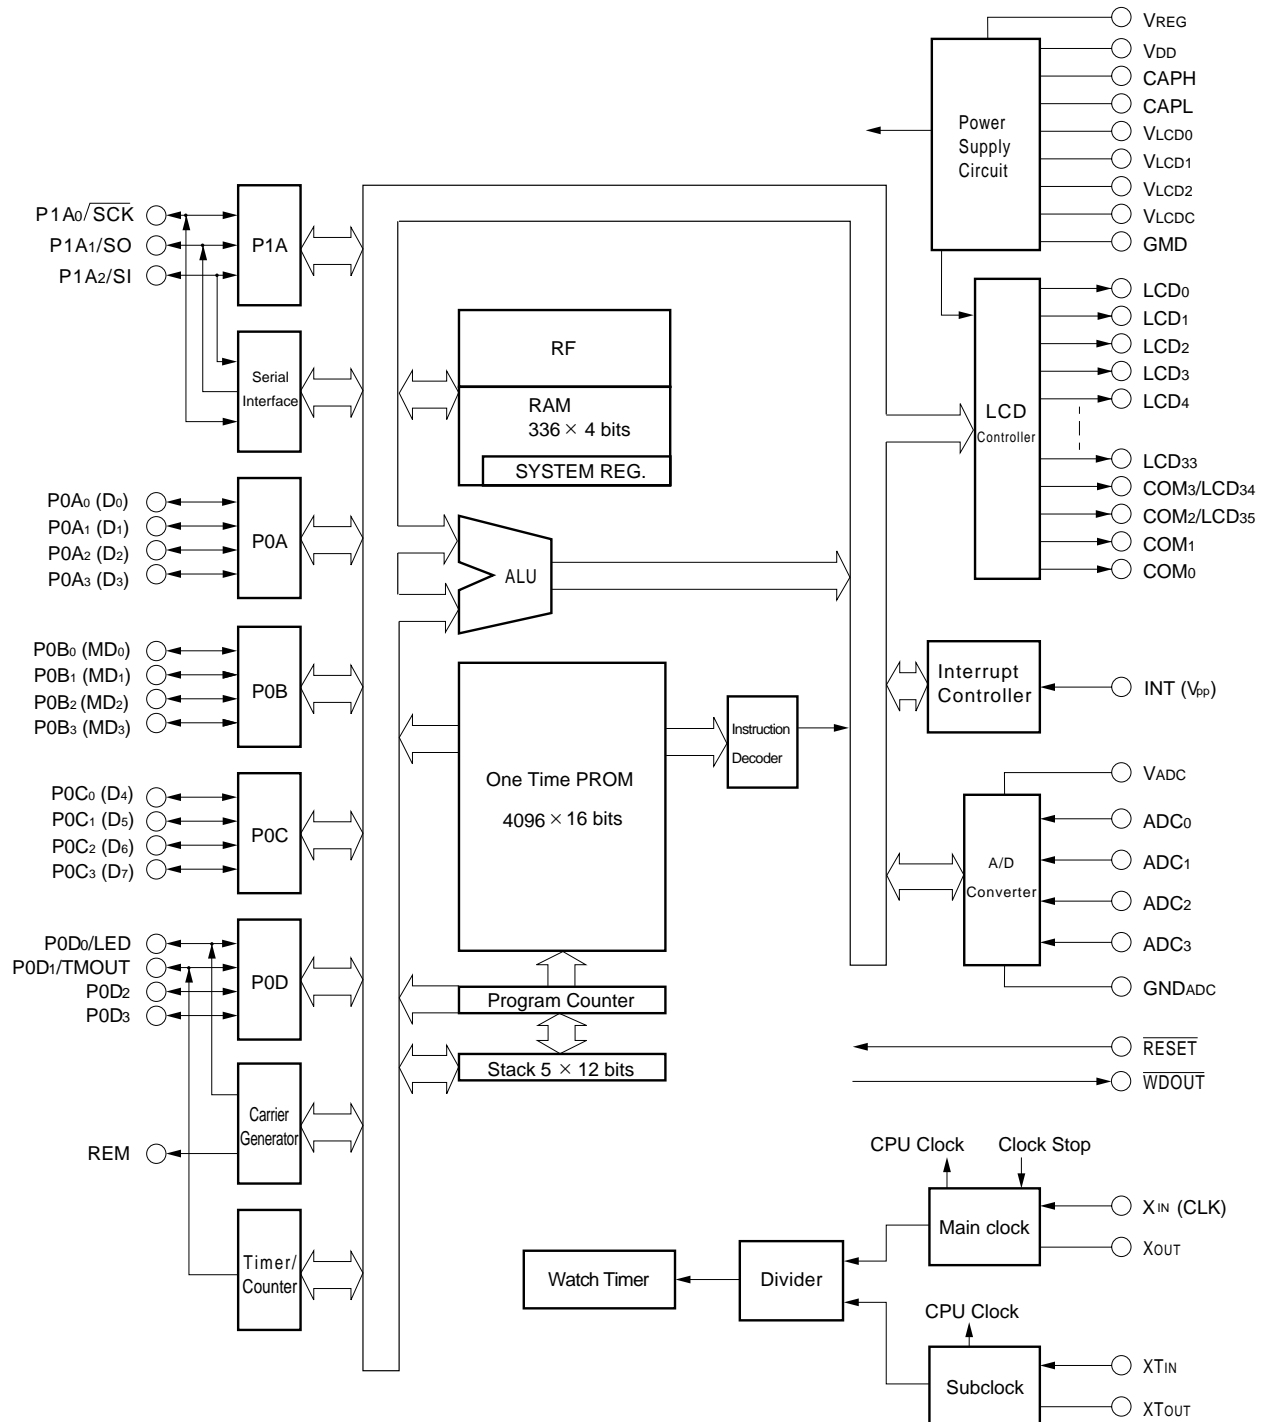 VREG
VDD
CAPH
CAPL
VLCD0
VLCD1
VLCD2
VLCDC
GMD
Power
Supply
Circuit
P1A0/SCK
P1A1/SO
P1A2/SI
P1A
Serial
Interface
RF
RAM
336 × 4 bits
SYSTEM REG.
LCD
Controller
LCD0
LCD1
LCD2
LCD3
LCD4
LCD33
COM3/LCD34
COM2/LCD35
COM1
COM0
P0A0 (D0)
P0A1 (D1)
P0A2 (D2)
P0A3 (D3)
P0A
ALU
P0B0 (MD0)
P0B1 (MD1)
P0B2 (MD2)
P0B3 (MD3)
P0B
Interrupt
Controller
INT (Vpp)
Instruction
Decoder
One Time PROM
4096 × 16 bits
P0C0 (D4)
P0C1 (D5)
P0C2 (D6)
P0C3 (D7)
P0C
VADC
ADC0
ADC1
ADC2
ADC3
GNDADC
A/D
Converter
P0D0/LED
P0D1/TMOUT
P0D2
P0D3
P0D
Program Counter
Stack 5 × 12 bits
RESET
WDOUT
Carrier
Generator
REM
Timer/
Counter
CPU Clock
Clock Stop
Main clock
XIN (CLK)
XOUT
Watch Timer
Divider
CPU Clock
Subclock
XTIN
XTOUT